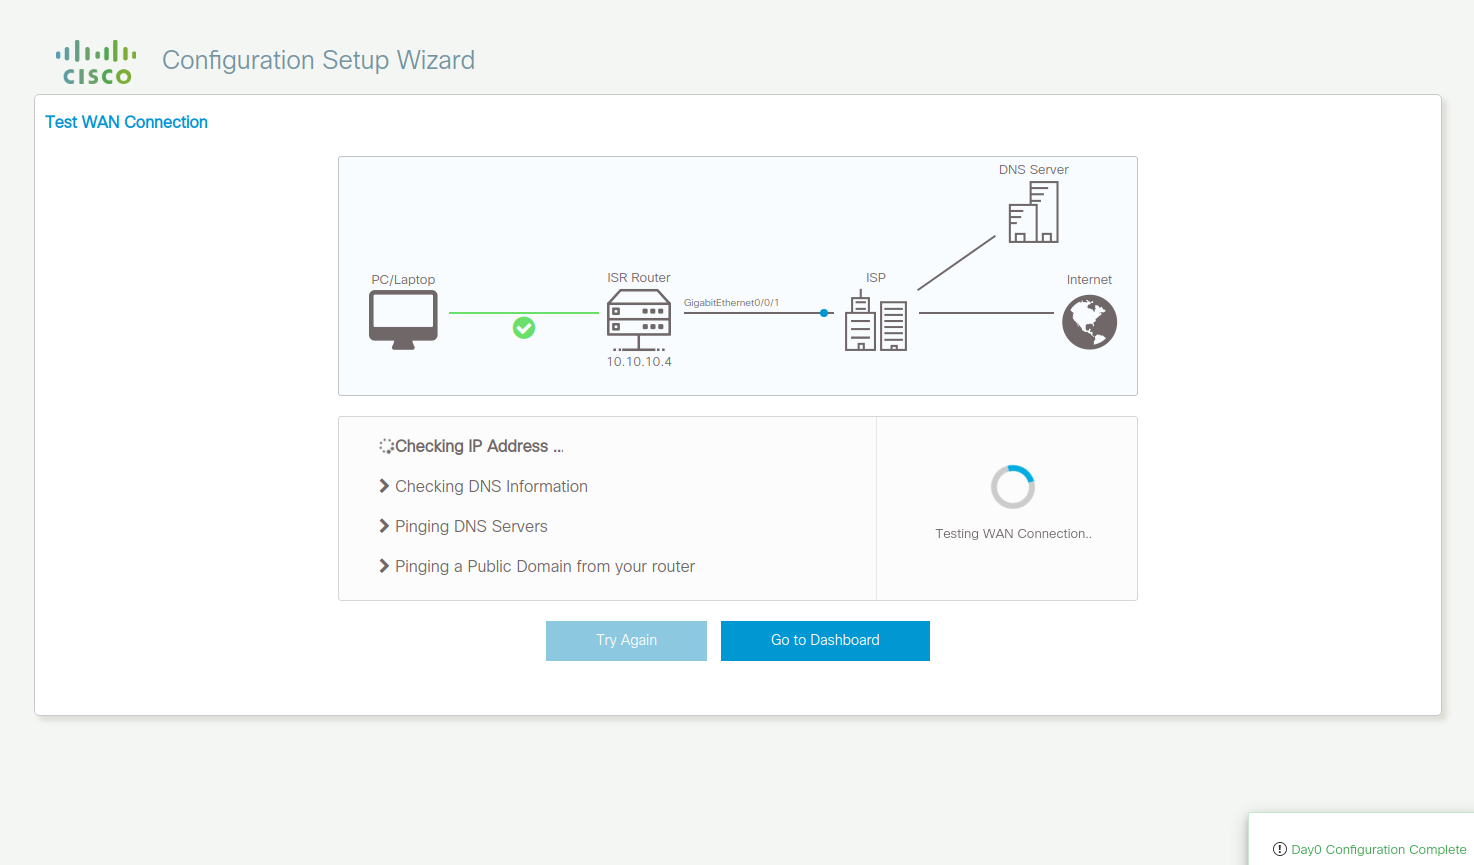 CISCO
Configuration Setup Wizard
Test WAN Connection
DNS Server
PC/Laptop
ISR Router
ISP
Internet
GigabitEthernet0/0/1
10.10.10.4
Checking IP Address ...
Checking DNS Information
Pinging DNS Servers
Pinging a Public Domain from your router
Testing WAN Connection..
Try Again
Go to Dashboard
Day0 Configuration Complete